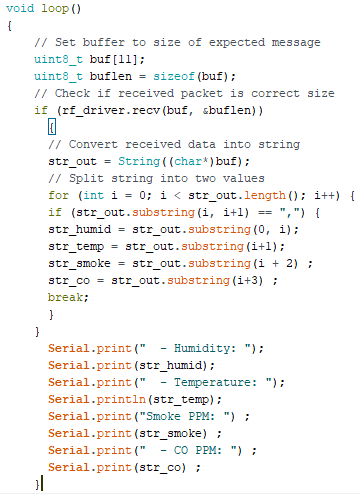 void loop()
{
// Set buffer to size of expected message
uint8_t buf[11];
uint8_t buflen = sizeof(buf);
// Check if received packet is correct size
if (rf_driver.recv(buf, &buflen))
{
// Convert received data into string
str_out = String((char*)buf);
// Split string into two values
for (int i = 0; i < str_out.length(); i++) {
if (str_out.substring(i, i+1) == ",") {
str_humid = str_out.substring(0, i);
str_temp = str_out.substring(i+1);
str_smoke = str_out.substring(i + 2) ;
str_co = str_out.substring(i+3) ;
break;
}
}
Serial.print("  - Humidity: ");
Serial.print(str_humid);
Serial.print("  - Temperature: ");
Serial.println(str_temp);
Serial.print("Smoke PPM: ") ;
Serial.print(str_smoke) ;
Serial.print("  - CO PPM: ") ;
Serial.print(str_co) ;
}